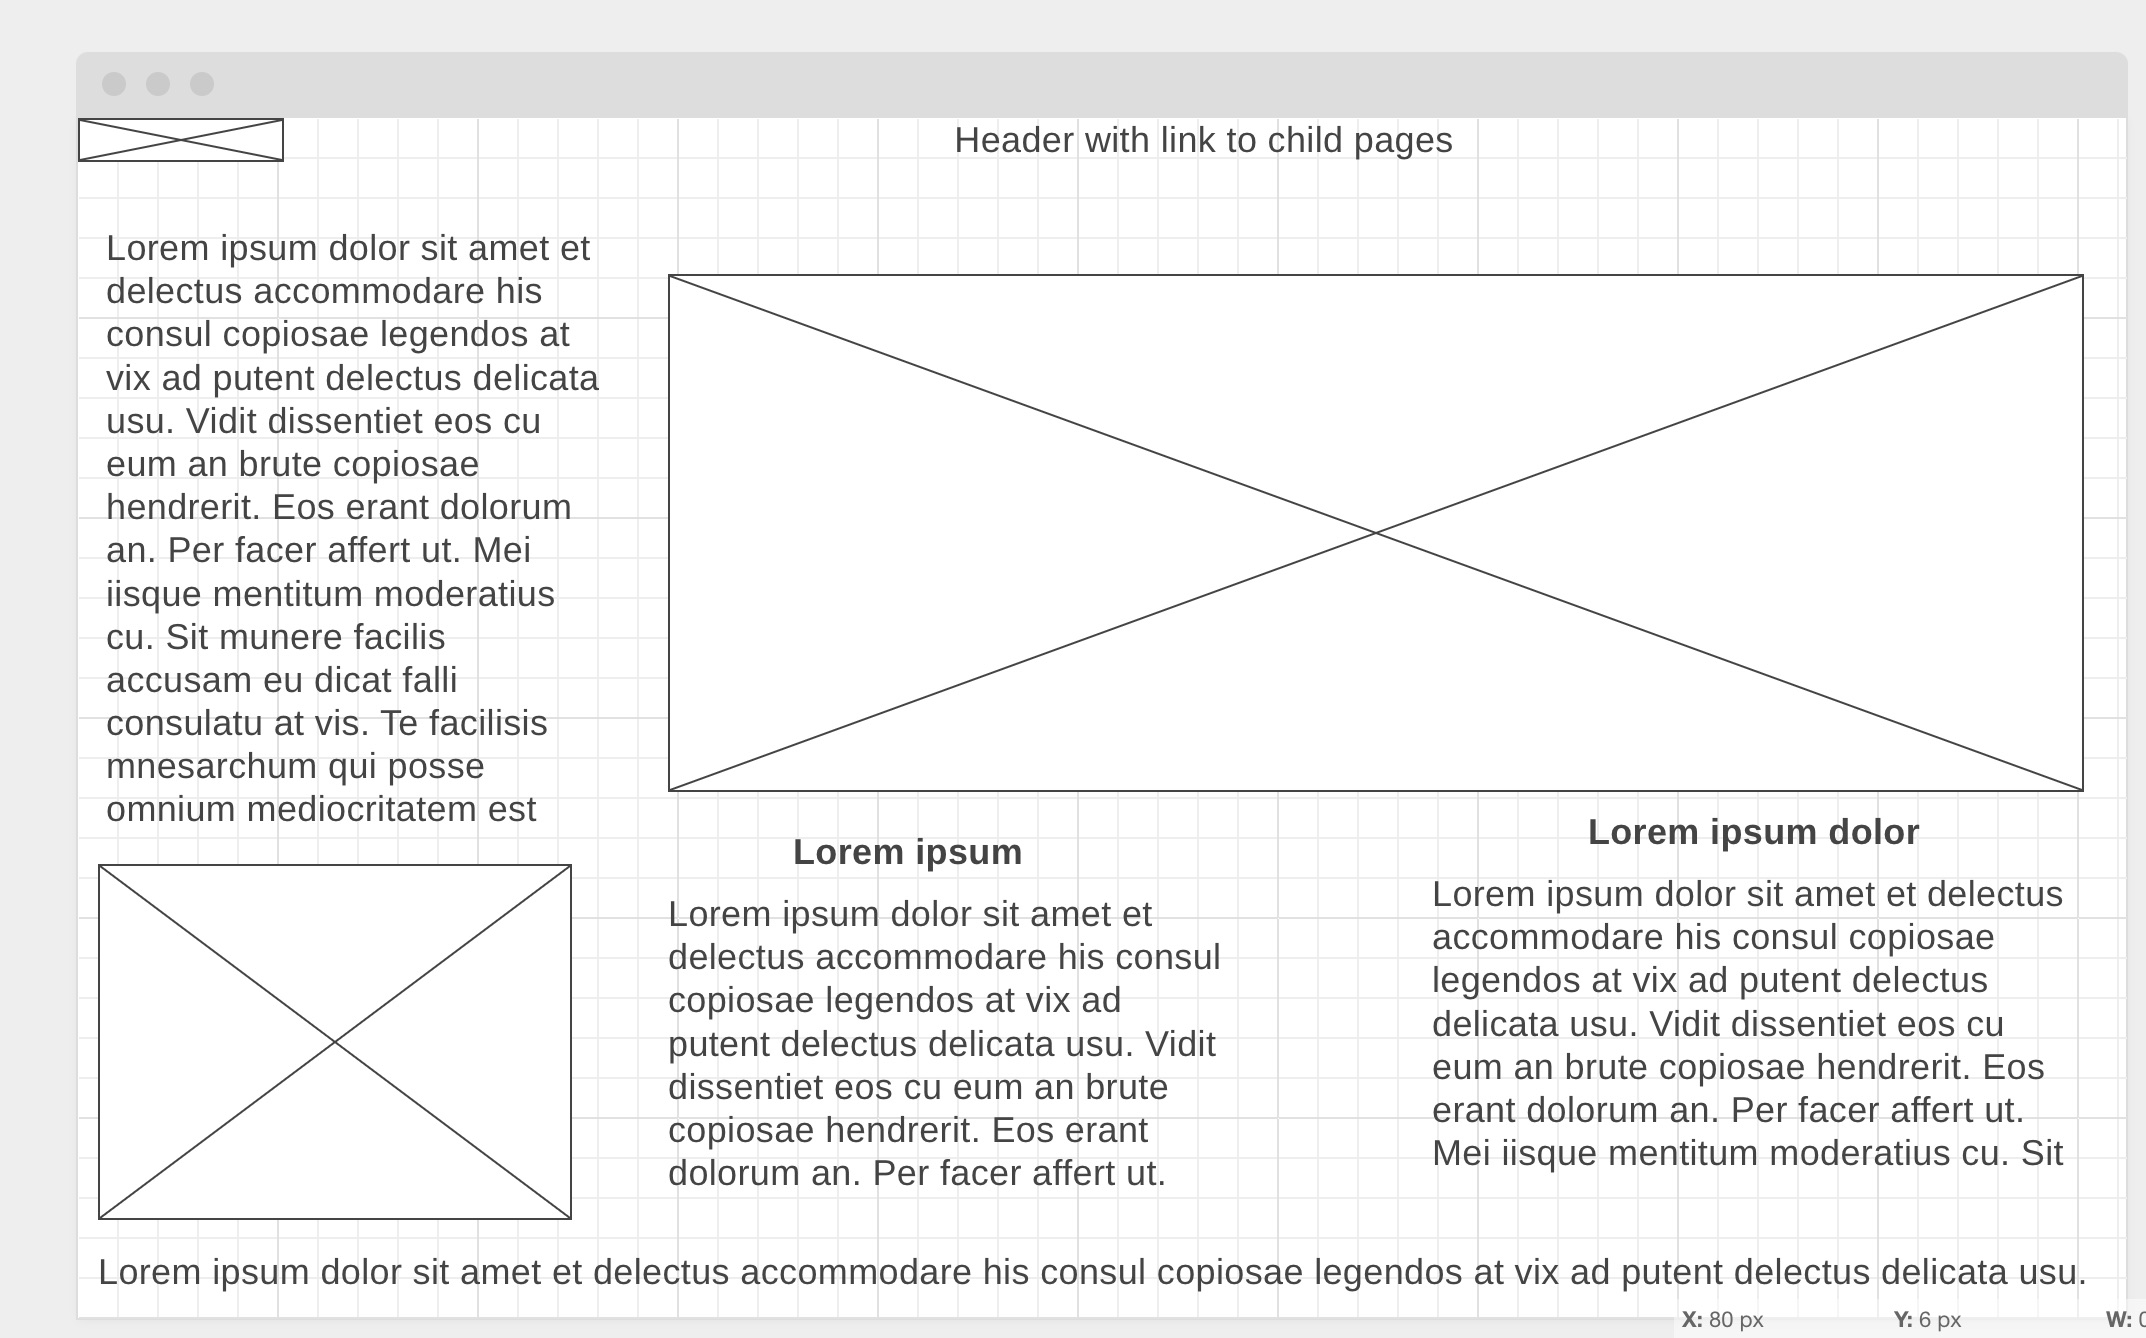 Header with link to child pages
Lorem ipsum dolor sit amet et
delectus accommodare his
consul copiosae legendos at
vix ad putent delectus delicata
usu. Vidit dissentiet eos cu
eum an brute copiosae
hendrerit. Eos erant dolorum
an. Per facer affert ut. Mei
iisque mentitum moderatius
cu. Sit munere facilis
accusam eu dicat falli
consulatu at vis. Te facilisis
mnesarchum qui posse
omnium mediocritatem est
Lorem ipsum
Lorem ipsum dolor sit amet et
delectus accommodare his consul
copiosae legendos at vix ad
putent delectus delicata usu. Vidit
dissentiet eos cu eum an brute
copiosae hendrerit. Eos erant
dolorum an. Per facer affert ut.
Lorem ipsum dolor
Lorem ipsum dolor sit amet et delectus
accommodare his consul copiosae
legendos at vix ad putent delectus
delicata usu. Vidit dissentiet eos cu
eum an brute copiosae hendrerit. Eos
erant dolorum an. Per facer affert ut.
Mei iisque mentitum moderatius cu. Sit
Lorem ipsum dolor sit amet et delectus accommodare his consul copiosae legendos at vix ad putent delectus delicata usu.
X: 80 px Y: 6 px W: